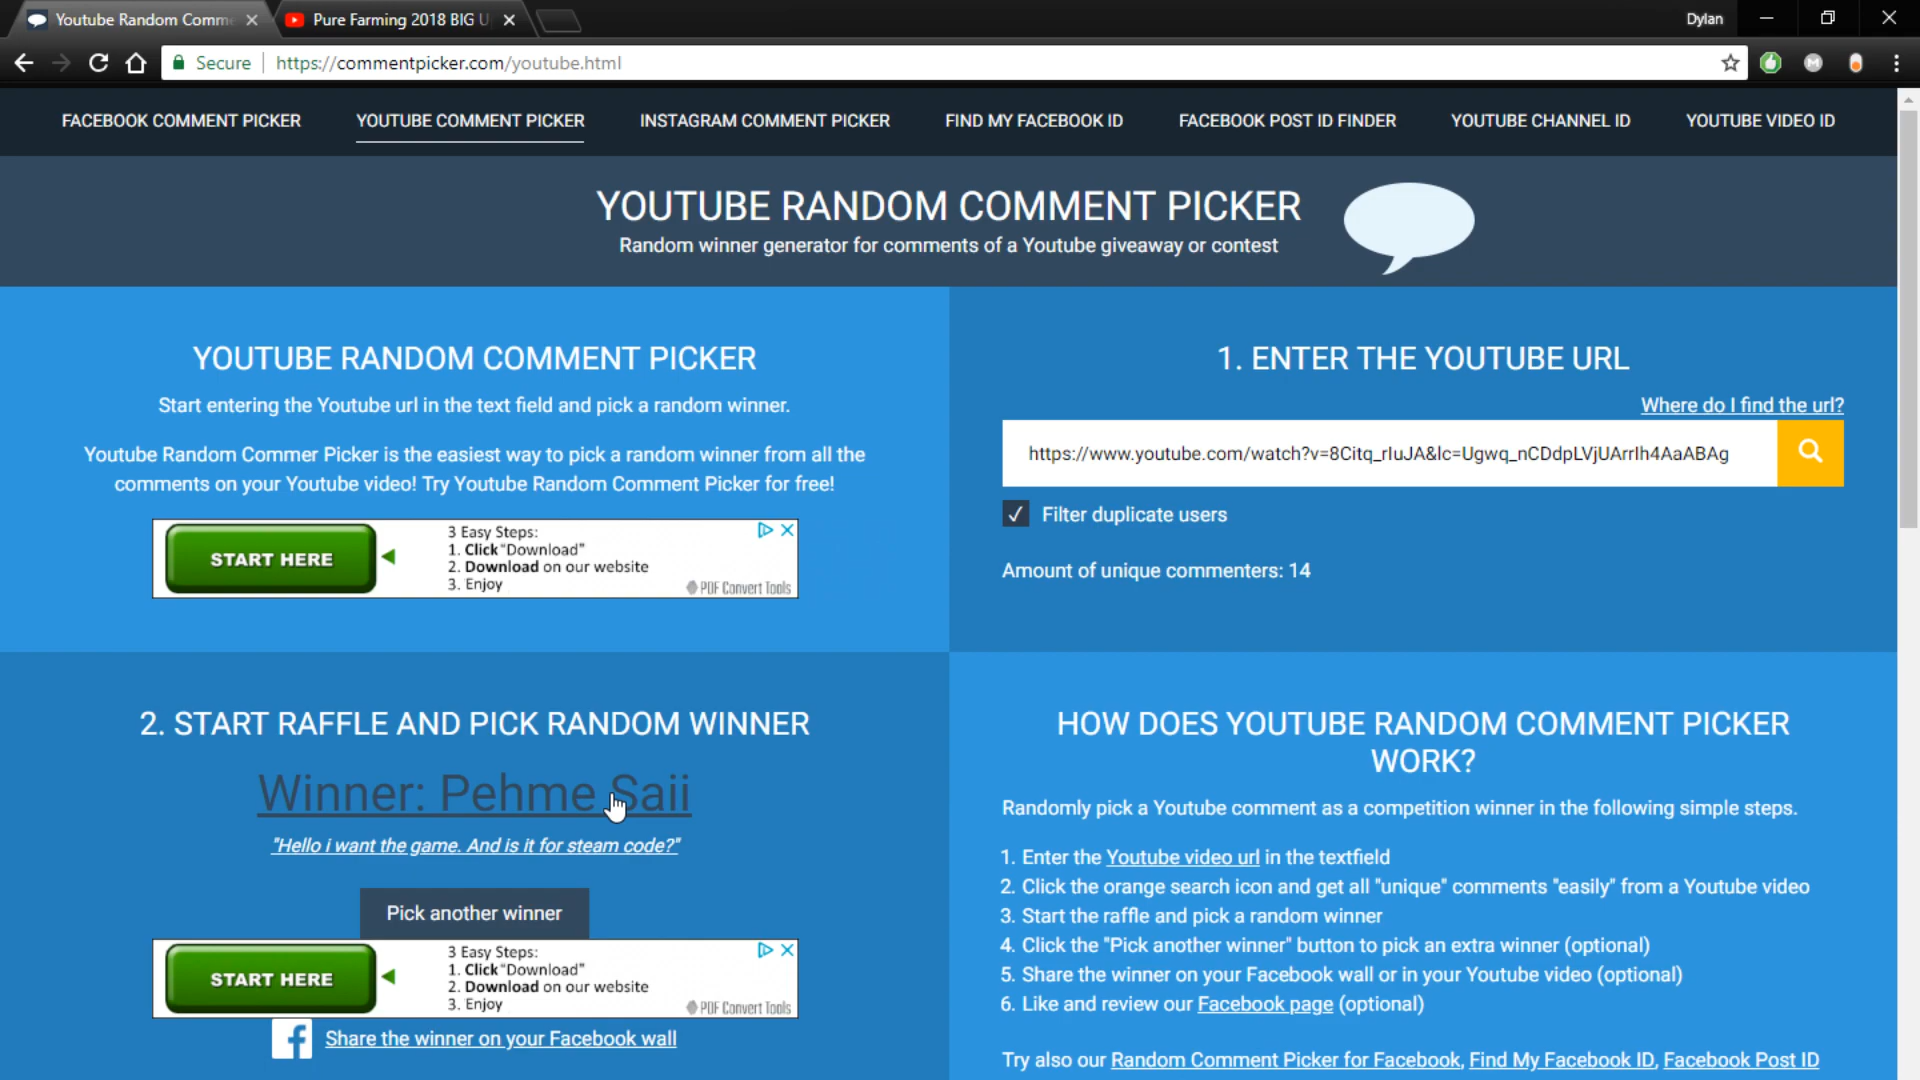 Youtube Random Comme
Pure Farming 2018 BIG U
Dylan
Secure
https://commentpicker.com/youtube.html
M
FACEBOOK COMMENT PICKER
YOUTUBE COMMENT PICKER
INSTAGRAM COMMENT PICKER
FIND MY FACEBOOK ID
FACEBOOK POST ID FINDER
YOUTUBE CHANNEL ID
YOUTUBE VIDEO ID
YOUTUBE RANDOM COMMENT PICKER
Random winner generator for comments of a Youtube giveaway or contest
YOUTUBE RANDOM COMMENT PICKER
Start entering the Youtube url in the text field and pick a random winner.
Youtube Random Commer Picker is the easiest way to pick a random winner from all the
comments on your Youtube video! Try Youtube Random Comment Picker for free!
START HERE
3 Easy Steps:
1. Click "Download"
2. Download on our website
3. Enjoy
PDF Convert Tools
1. ENTER THE YOUTUBE URL
Where do I find the url?
https://www.youtube.com/watch?v=8Citq_rIuJA&lc=Ugwq_nCDdpLVjUArrIh4AaABAg
Filter duplicate users
Amount of unique commenters: 14
2. START RAFFLE AND PICK RANDOM WINNER
Winner: Pehme Saii
"Hello i want the game. And is it for steam code?"
Pick another winner
START HERE
3 Easy Steps:
1. Click "Download"
2. Download on our website
3. Enjoy
PDF Convert Tools
Share the winner on your Facebook wall
HOW DOES YOUTUBE RANDOM COMMENT PICKER
WORK?
Randomly pick a Youtube comment as a competition winner in the following simple steps.
1. Enter the Youtube video url in the textfield
2. Click the orange search icon and get all "unique" comments "easily" from a Youtube video
3. Start the raffle and pick a random winner
4. Click the "Pick another winner" button to pick an extra winner (optional)
5. Share the winner on your Facebook wall or in your Youtube video (optional)
6. Like and review our Facebook page (optional)
Try also our Random Comment Picker for Facebook, Find My Facebook ID, Facebook Post ID